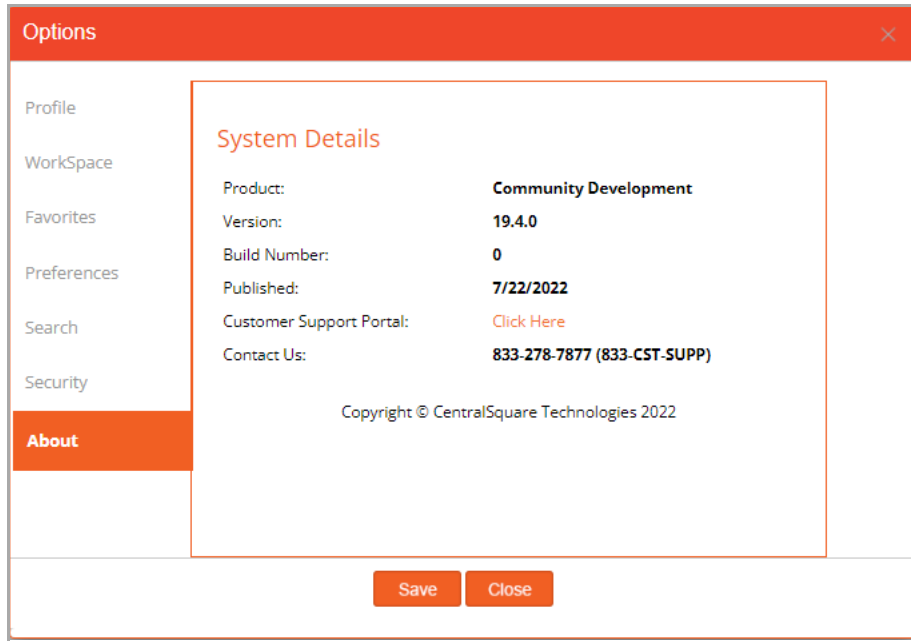 Options
Profile
WorkSpace
Favorites
Preferences
Search
Security
About
System Details
Product: Community Development
Version: 19.4.0
Build Number: 0
Published: 7/22/2022
Customer Support Portal: Click Here
Contact Us: 833-278-7877 (833-CST-SUPP)
Copyright © CentralSquare Technologies 2022
Save Close